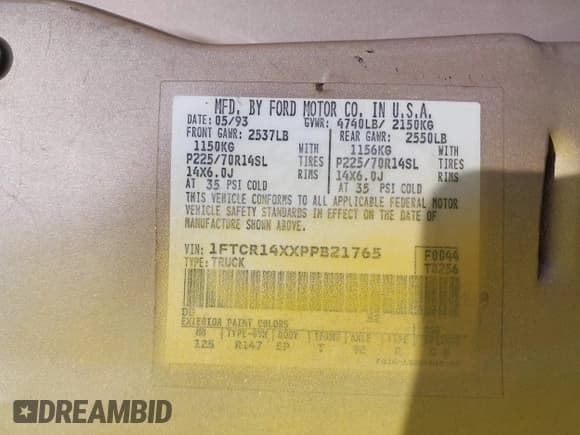 MFD. BY FORD MOTOR CO. IN U.S.A.
DATE: 05/93 GVWR: 4740LB/ 2150KG
FRONT GAWR: 2537LB REAR GAWR: 2550LB
1150KG WITH 1156KG WITH
P225/70R14SL TIRES P225/70R14SL TIRES
14X6.0J RIMS 14X6.0J RIMS
AT 35 PSI COLD AT 35 PSI COLD
THIS VEHICLE CONFORMS TO ALL APPLICABLE FEDERAL MOTOR
VEHICLE SAFETY STANDARDS IN EFFECT ON THE DATE OF
MANUFACTURE SHOWN ABOVE.
VIN: 1FTCR14XXPPB21765 F0044
TYPE: TRUCK T0256
EXTERIOR PAINT COLORS
125 R147
DREAMBID